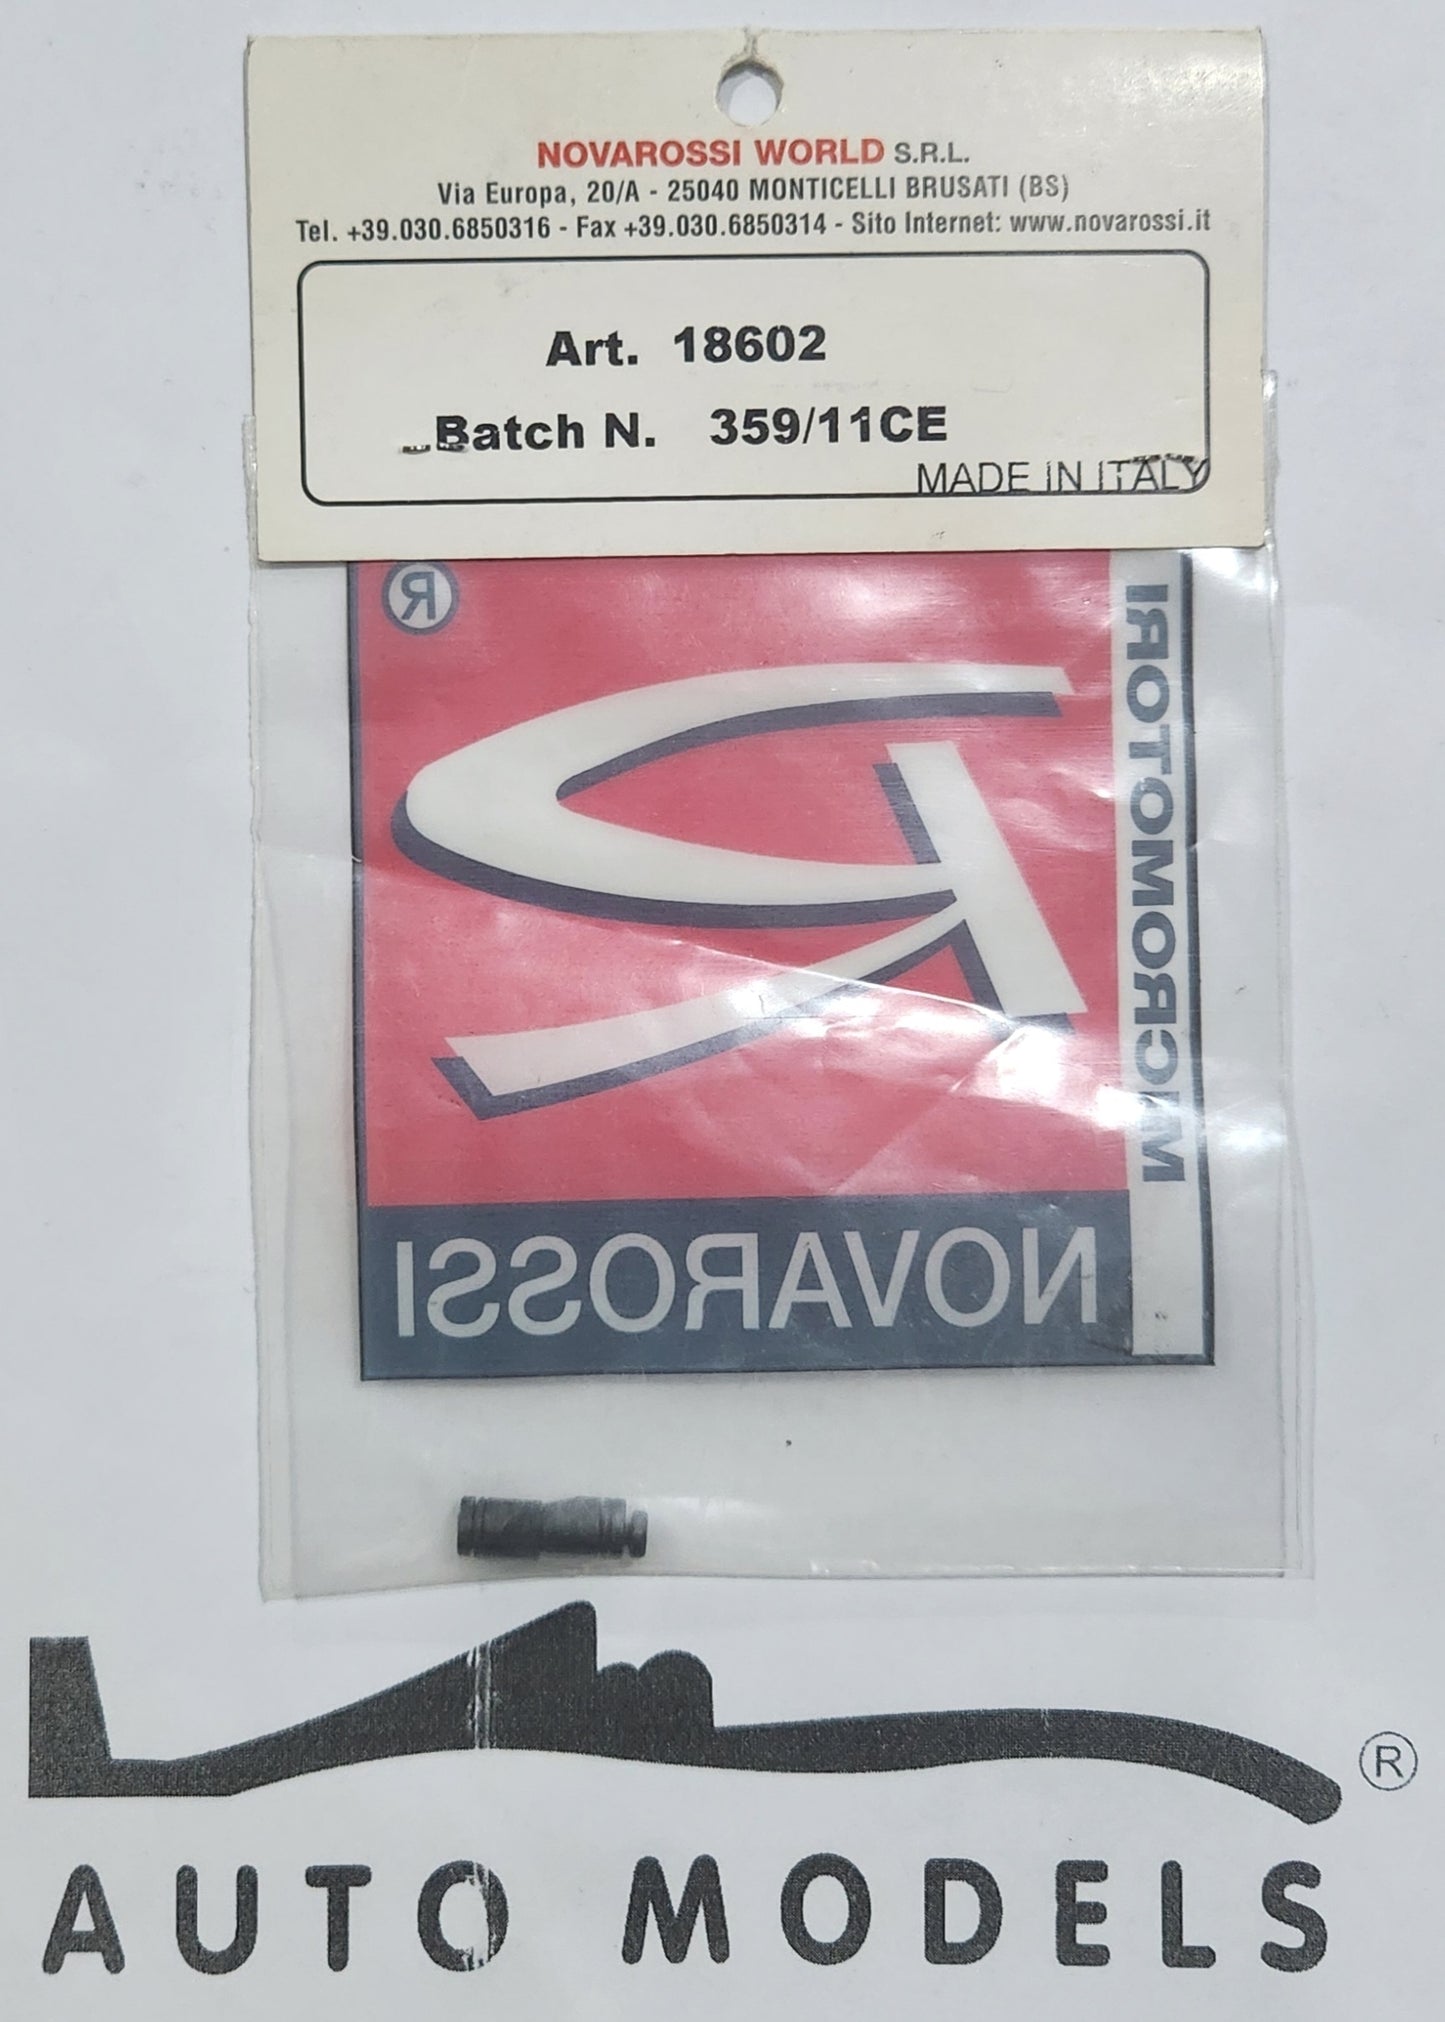 NOVAROSSI WORLD S.R.L.
Via Europa, 20/A - 25040 MONTICELLI BRUSATI (BS)
Tel. +39.030.6850316 - Fax +39.030.6850314 - Sito Internet: www.novarossi.it
Art. 18602
Batch N. 359/11CE
MADE IN ITALY
®
MICROMOTORI
NOVAROSSI
®
AUTO MODELS